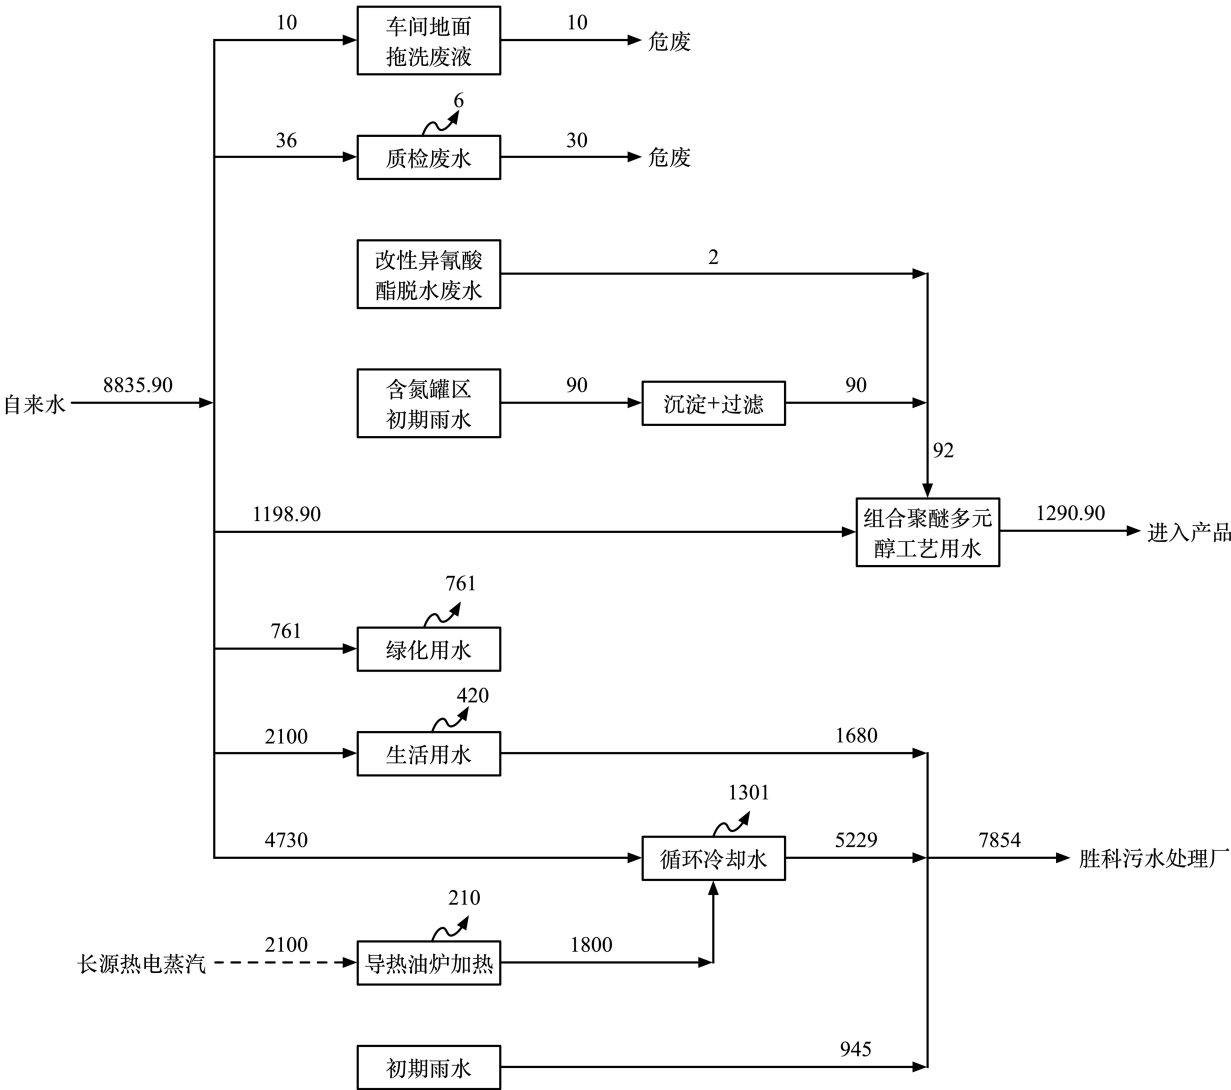 10
车间地面
拖洗废液
10
危废
6
36
质检废水
30
危废
改性异氰酸
酯脱水废水
2
自来水
8835.90
含氮罐区
初期雨水
90
沉淀+过滤
90
92
1198.90
组合聚醚多元
醇工艺用水
1290.90
进入产品
761
761
绿化用水
420
2100
生活用水
1680
1301
4730
循环冷却水
5229
7854
胜科污水处理厂
210
长源热电蒸汽
2100
导热油炉加热
1800
初期雨水
945